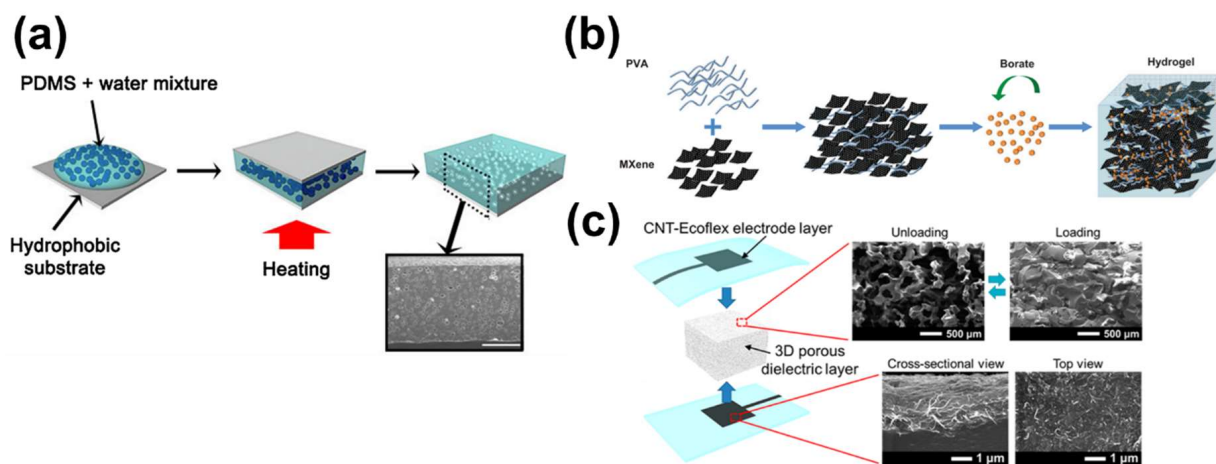 (a)
PDMS + water mixture
Hydrophobic
substrate
Heating
(b)
PVA
MXene
Borate
Hydrogel
(c)
CNT-Ecoflex electrode layer
3D porous
dielectric layer
Unloading
Loading
500 μm
500 μm
Cross-sectional view
Top view
1 μm
1 μm